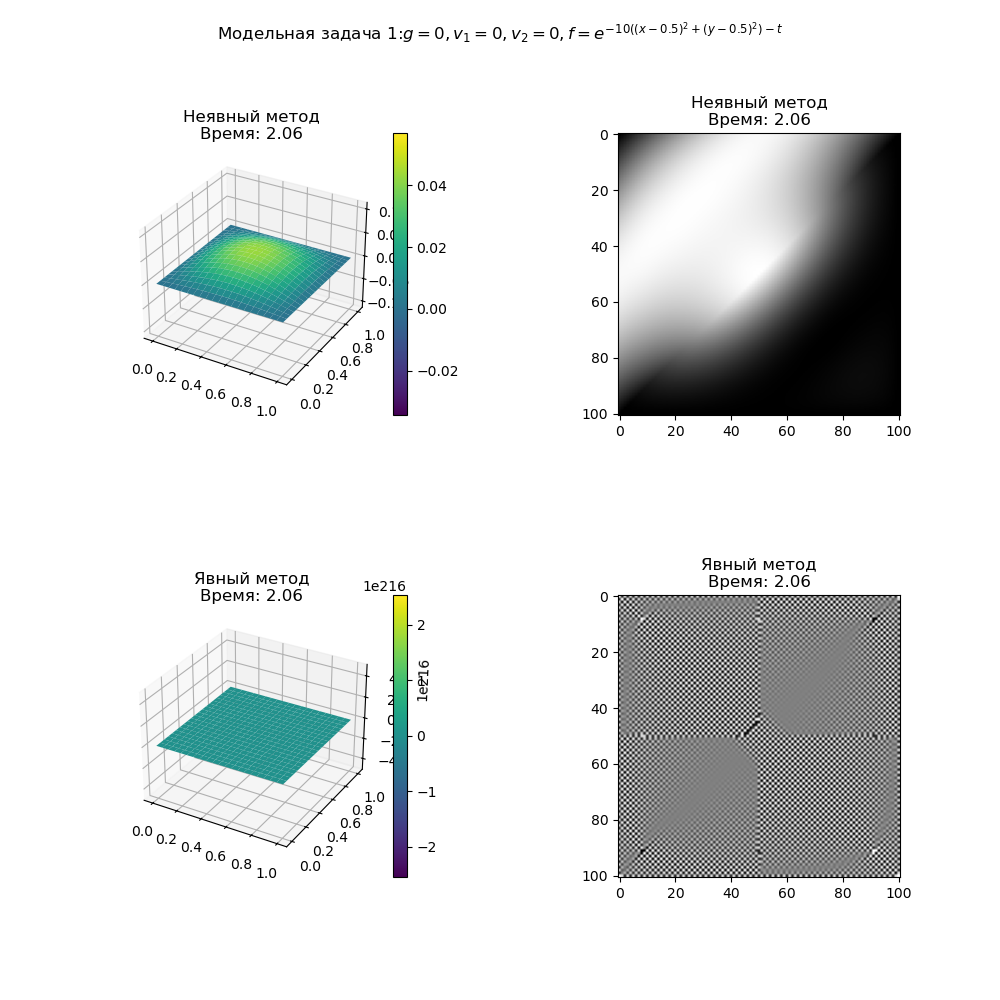 Модельная задача 1:g = 0, v₁ = 0, v₂ = 0, f = e^{−10((x−0.5)²+(y−0.5)²)−t}
Неявный метод
Время: 2.06
0.04
0.02
0.00
−0.02
0.0 0.2 0.4 0.6 0.8 1.0
0.0 0.2 0.4 0.6 0.8 1.0
Неявный метод
Время: 2.06
0
20
40
60
80
100
0 20 40 60 80 100
Явный метод
Время: 2.06
1e216
2
1
0
−1
−2
1e216
0.0 0.2 0.4 0.6 0.8 1.0
0.0 0.2 0.4 0.6 0.8 1.0
Явный метод
Время: 2.06
0
20
40
60
80
100
0 20 40 60 80 100